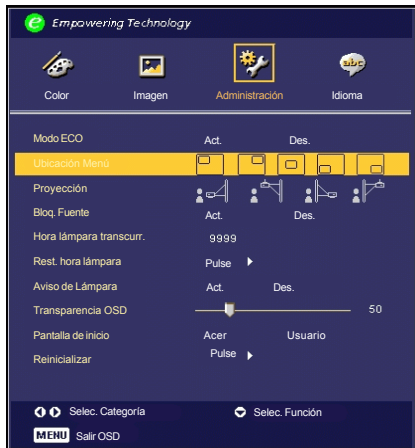 e Empowering Technology
abc
Color Imagen Administración Idioma
Modo ECO Act. Des.
Ubicación Menú
Proyección
Bloq. Fuente Act. Des.
Hora lámpara transcurr. 9999
Rest. hora lámpara Pulse
Aviso de Lámpara Act. Des.
Transparencia OSD 50
Pantalla de inicio Acer Usuario
Reinicializar Pulse
Selec. Categoría Selec. Función
MENU Salir OSD